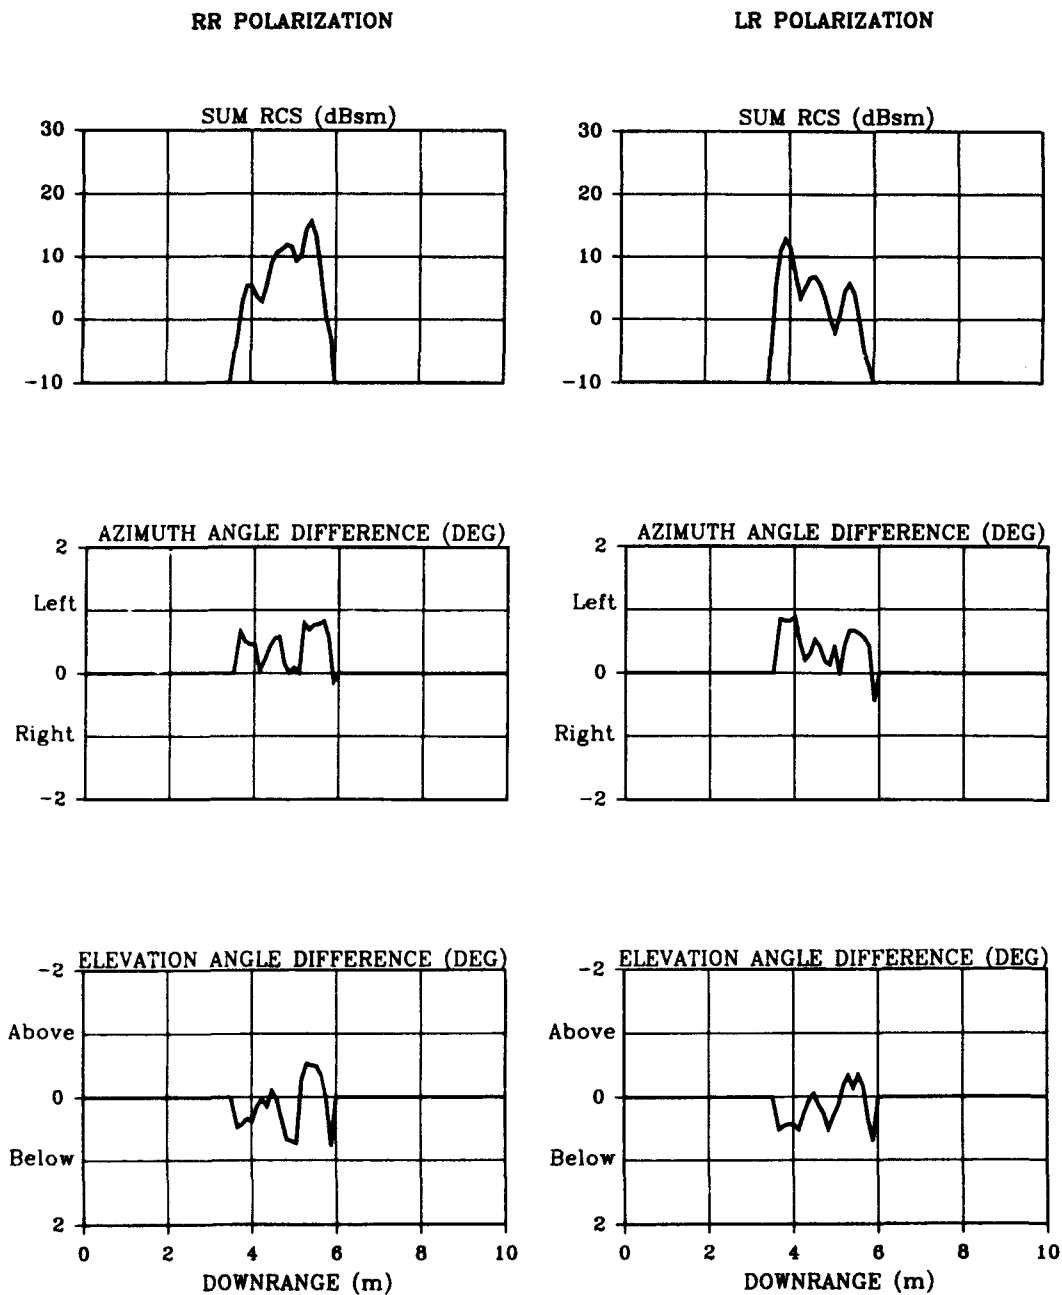 RR POLARIZATION
LR POLARIZATION
SUM RCS (dBsm)
30
20
10
0
-10
SUM RCS (dBsm)
30
20
10
0
-10
AZIMUTH ANGLE DIFFERENCE (DEG)
2
Left
0
Right
-2
AZIMUTH ANGLE DIFFERENCE (DEG)
2
Left
0
Right
-2
ELEVATION ANGLE DIFFERENCE (DEG)
-2
Above
0
Below
2
0 2 4 6 8 10
DOWNRANGE (m)
ELEVATION ANGLE DIFFERENCE (DEG)
-2
Above
0
Below
2
0 2 4 6 8 10
DOWNRANGE (m)